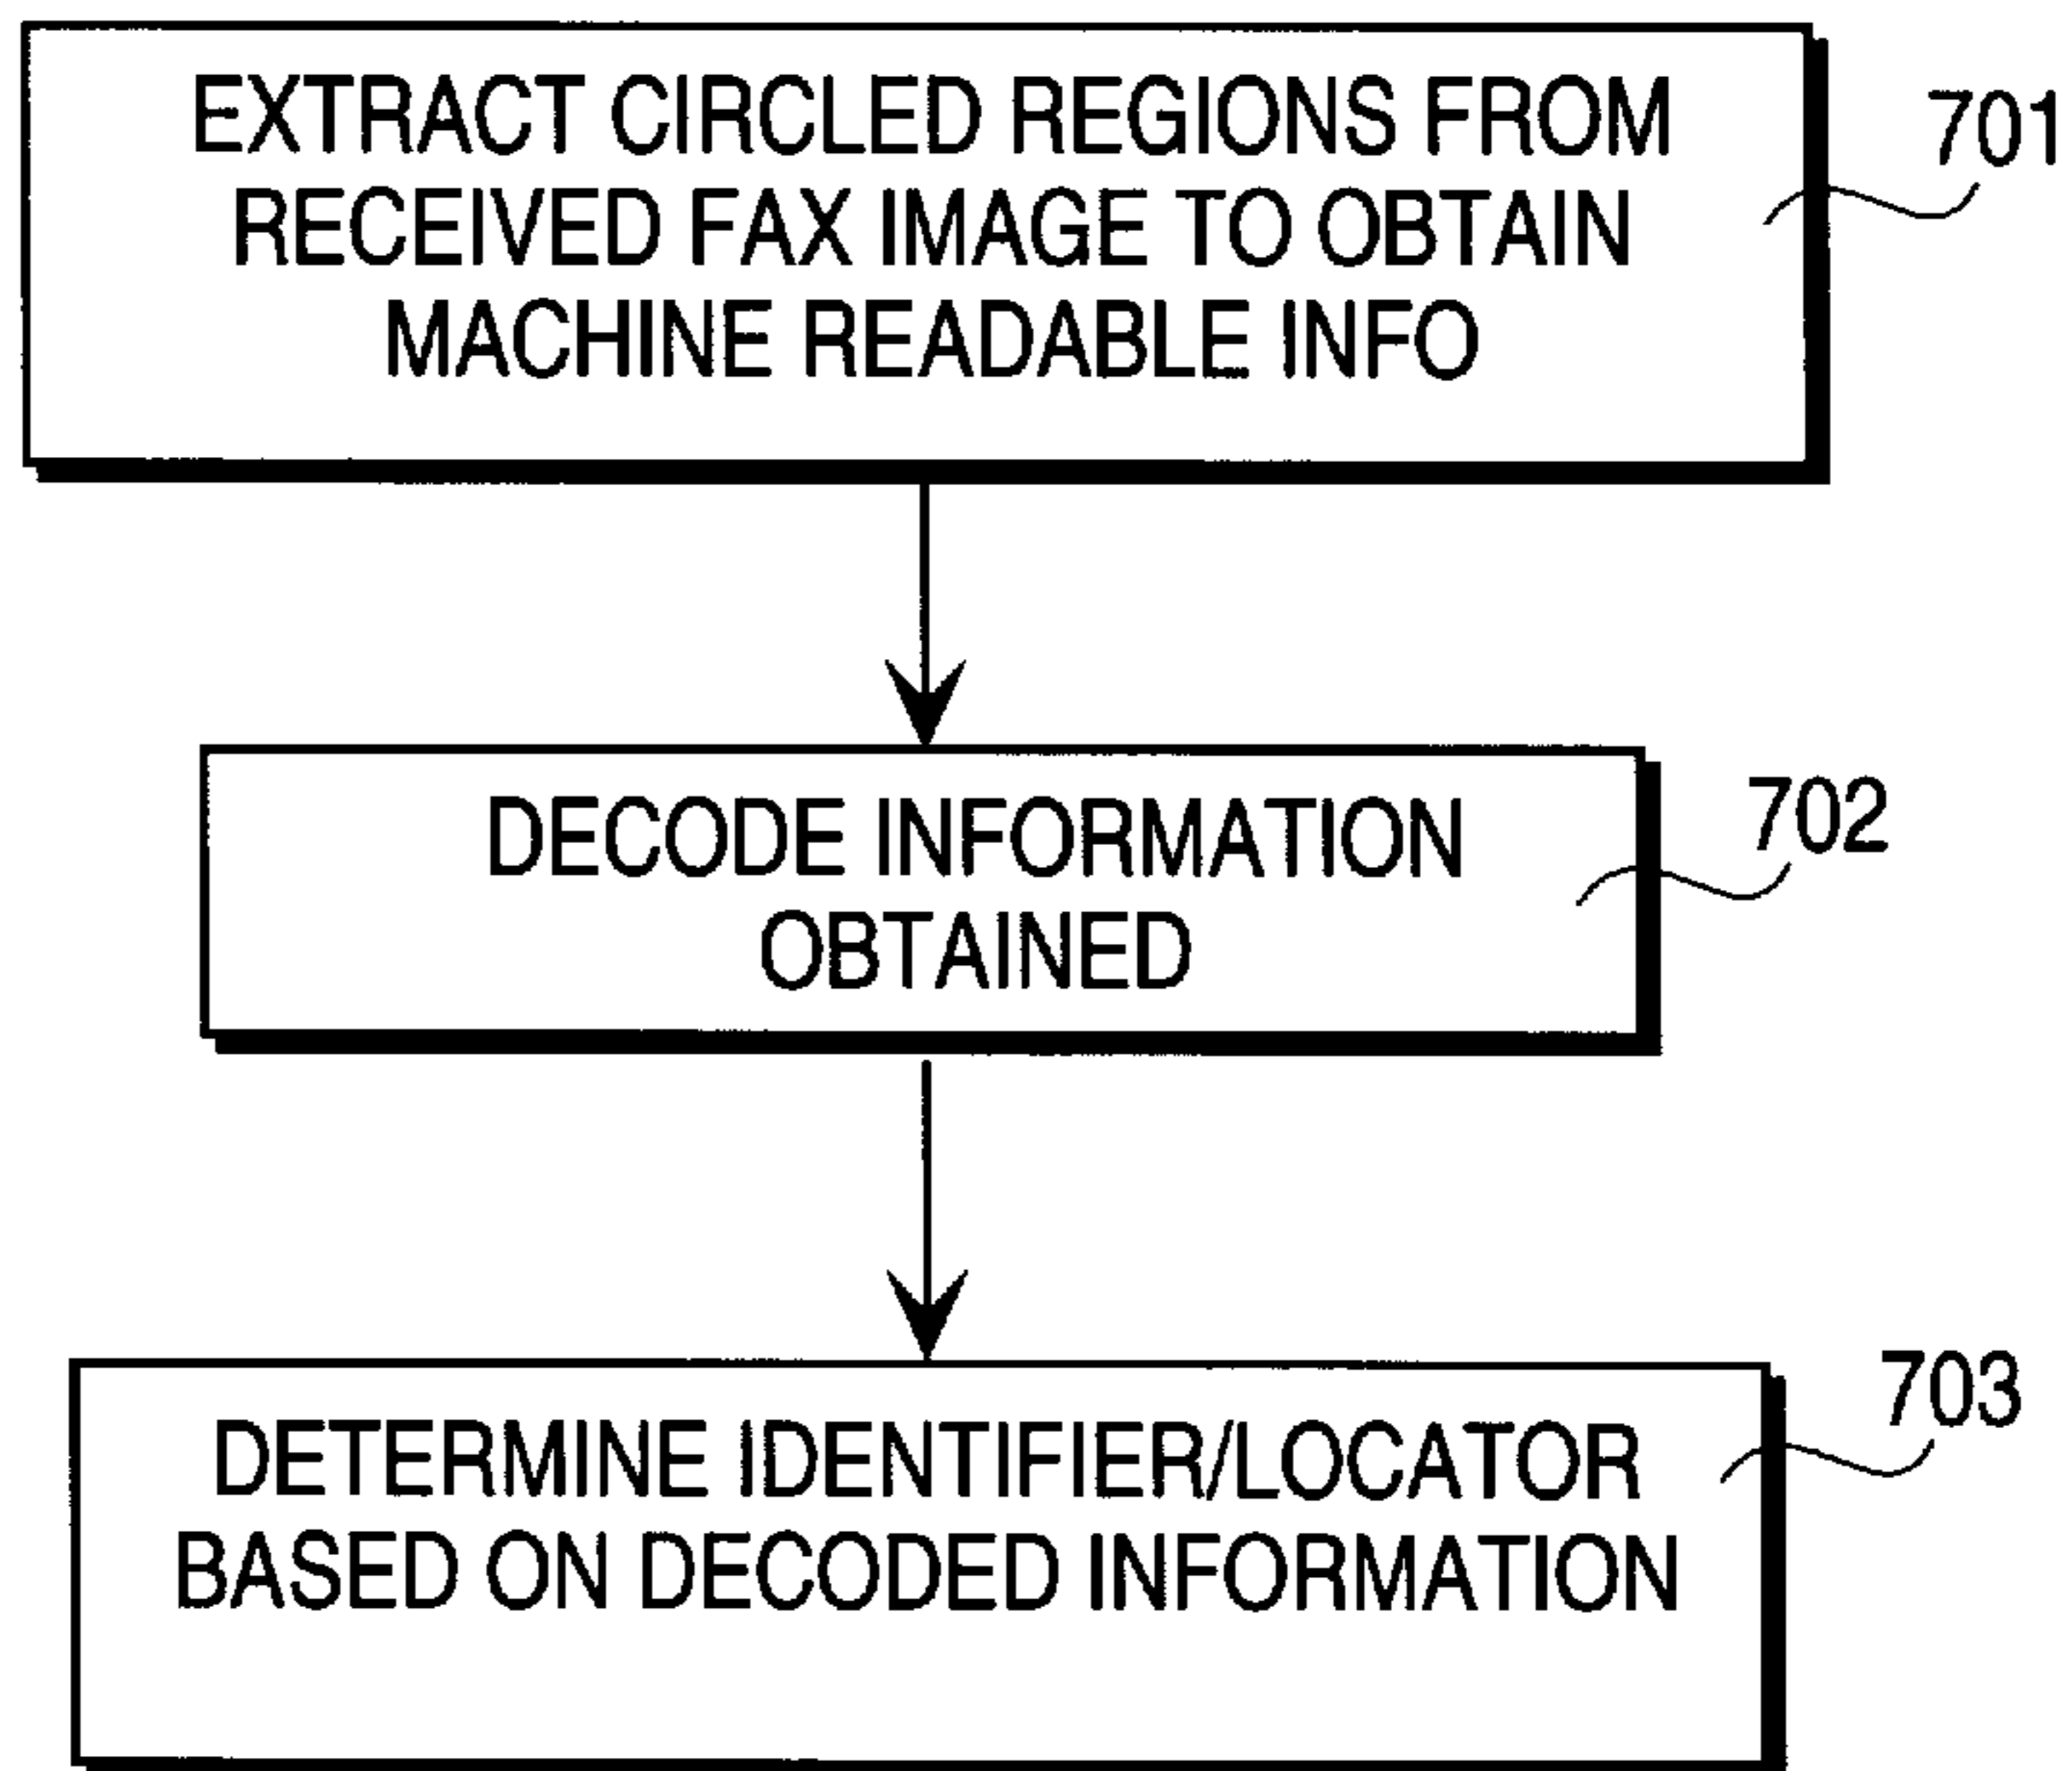 EXTRACT CIRCLED REGIONS FROM
RECEIVED FAX IMAGE TO OBTAIN
MACHINE READABLE INFO
701
DECODE INFORMATION
OBTAINED
702
DETERMINE IDENTIFIER/LOCATOR
BASED ON DECODED INFORMATION
703